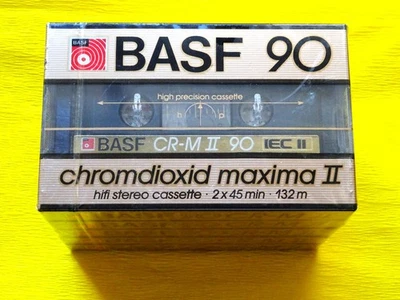 BASF
BASF 90
high precision cassette
BASF CR-M II 90 IEC II
chromdioxid maxima II
hifi stereo cassette · 2 x 45 min · 132 m